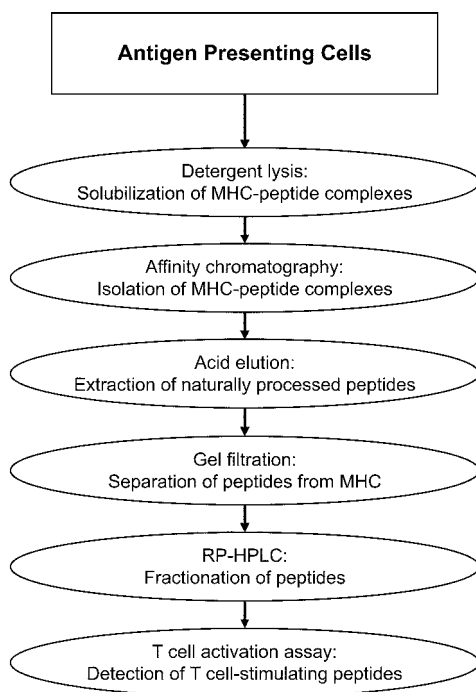 Antigen Presenting Cells
Detergent lysis:
Solubilization of MHC-peptide complexes
Affinity chromatography:
Isolation of MHC-peptide complexes
Acid elution:
Extraction of naturally processed peptides
Gel filtration:
Separation of peptides from MHC
RP-HPLC:
Fractionation of peptides
T cell activation assay:
Detection of T cell-stimulating peptides